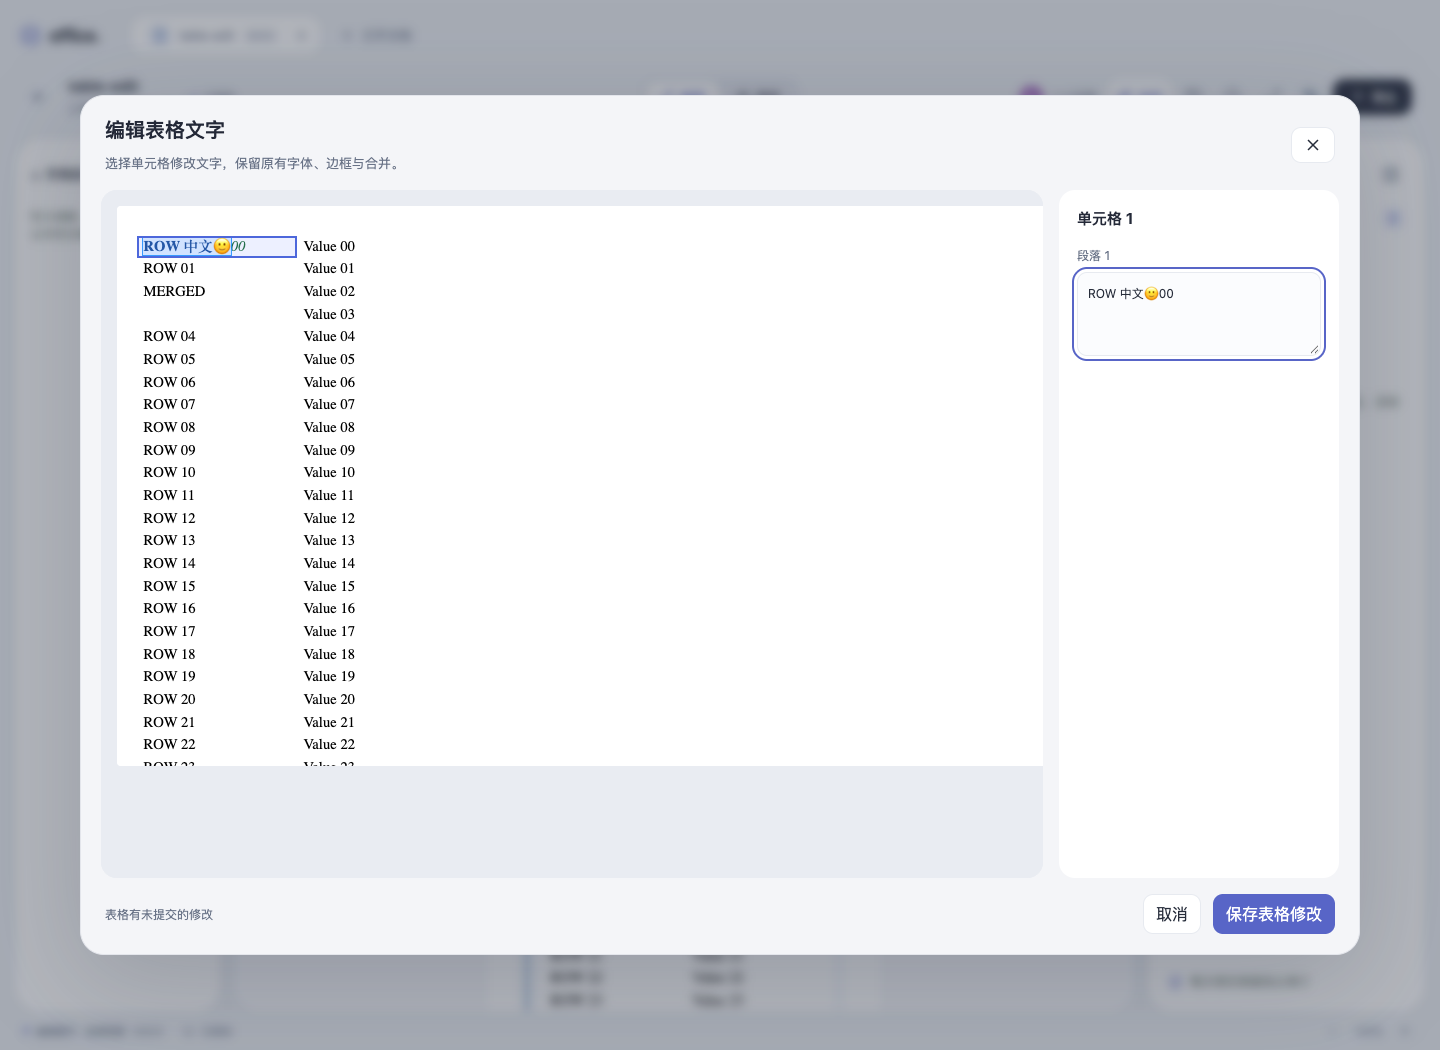 office.
编辑表格文字
选择单元格修改文字，保留原有字体、边框与合并。
ROW 中文🙂00 Value 00
ROW 01 Value 01
MERGED Value 02
Value 03
ROW 04 Value 04
ROW 05 Value 05
ROW 06 Value 06
ROW 07 Value 07
ROW 08 Value 08
ROW 09 Value 09
ROW 10 Value 10
ROW 11 Value 11
ROW 12 Value 12
ROW 13 Value 13
ROW 14 Value 14
ROW 15 Value 15
ROW 16 Value 16
ROW 17 Value 17
ROW 18 Value 18
ROW 19 Value 19
ROW 20 Value 20
ROW 21 Value 21
ROW 22 Value 22
ROW 23 Value 23
单元格 1
段落 1
ROW 中文🙂00
表格有未提交的修改
取消
保存表格修改